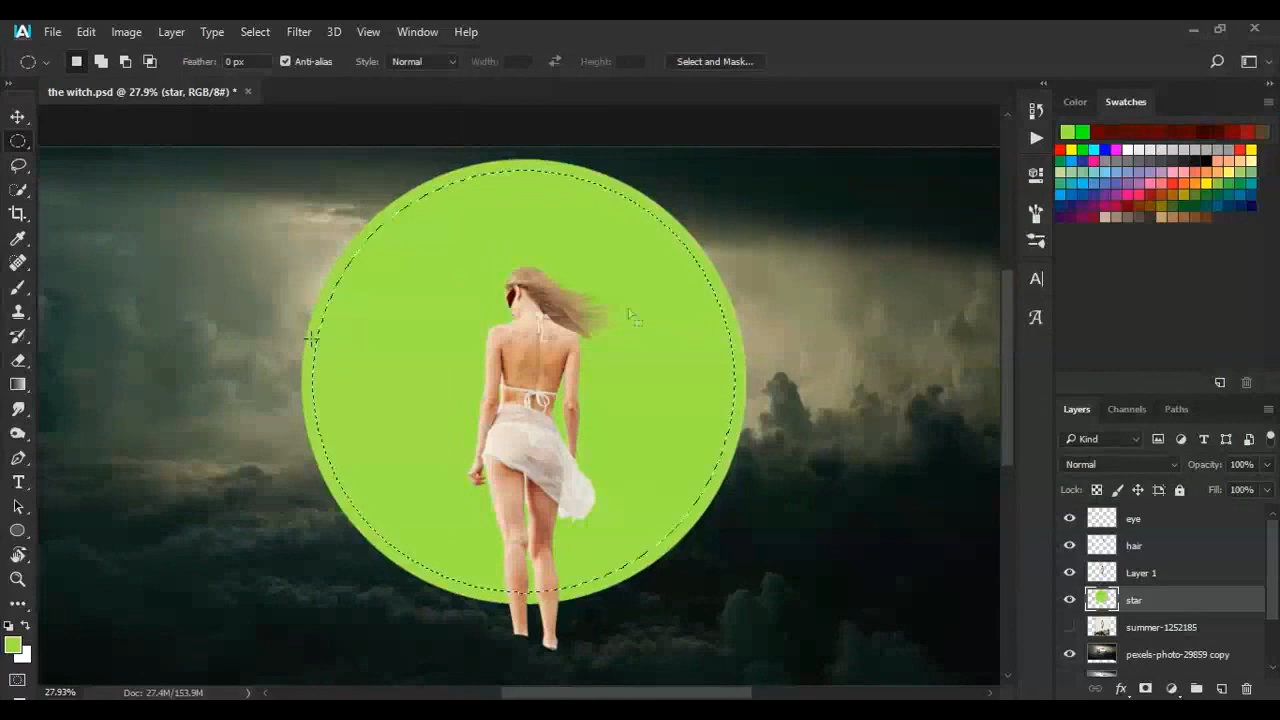 File Edit Image Layer Type Select Filter 3D View Window Help
Feather: 0 px Anti-alias Style: Normal Width: Height: Select and Mask...
the witch.psd @ 27.9% (star, RGB/8#) * ×
Color Swatches
Layers Channels Paths
Kind
Normal Opacity: 100%
Lock: Fill: 100%
eye
hair
Layer 1
star
summer-1252185
pexels-photo-29859 copy
27.93% Doc: 27.4M/153.9M
fx